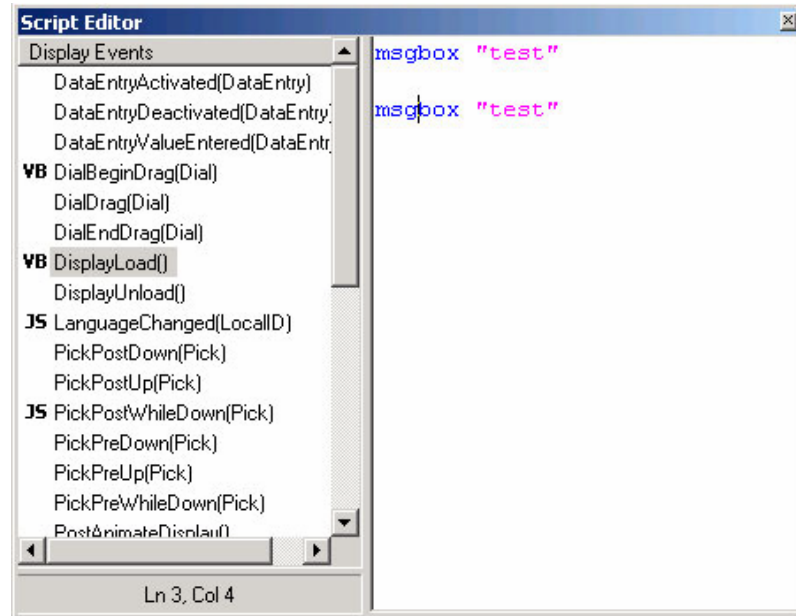 Script Editor
Display Events
DataEntryActivated(DataEntry)
DataEntryDeactivated(DataEntry)
DataEntryValueEntered(DataEntr
VB DialBeginDrag(Dial)
DialDrag(Dial)
DialEndDrag(Dial)
VB DisplayLoad()
DisplayUnload()
JS LanguageChanged(LocalID)
PickPostDown(Pick)
PickPostUp(Pick)
JS PickPostWhileDown(Pick)
PickPreDown(Pick)
PickPreUp(Pick)
PickPreWhileDown(Pick)
PostAnimateDisplay()
Ln 3, Col 4
msgbox "test"
msgbox "test"